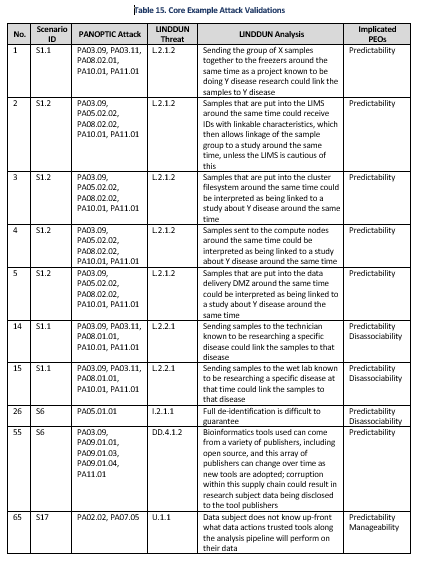 Table 15. Core Example Attack Validations
No. Scenario ID PANOPTIC Attack LINDDUN Threat LINDDUN Analysis Implicated PEOs
1 S1.1 PA03.09, PA03.11, L.2.1.2 Sending the group of X samples Predictability
PA08.02.01, together to the freezers around the
PA10.01, PA11.01 same time as a project known to be
doing Y disease research could link the
samples to Y disease
2 S1.2 PA03.09, L.2.1.2 Samples that are put into the LIMS Predictability
PA05.02.02, around the same time could receive
PA08.02.02, IDs with linkable characteristics, which
PA10.01, PA11.01 then allows linkage of the sample
group to a study around the same
time, unless the LIMS is cautious of
this
3 S1.2 PA03.09, L.2.1.2 Samples that are put into the cluster Predictability
PA05.02.02, filesystem around the same time could
PA08.02.02, be interpreted as being linked to a
PA10.01, PA11.01 study about Y disease around the same
time
4 S1.2 PA03.09, L.2.1.2 Samples sent to the compute nodes Predictability
PA05.02.02, around the same time could be
PA08.02.02, interpreted as being linked to a study
PA10.01, PA11.01 about Y disease around the same time
5 S1.2 PA03.09, L.2.1.2 Samples that are put into the data Predictability
PA05.02.02, delivery DMZ around the same time
PA08.02.02, could be interpreted as being linked to
PA10.01, PA11.01 a study about Y disease around the
same time
14 S1.1 PA03.09, PA03.11, L.2.2.1 Sending samples to the technician Predictability
PA08.01.01, known to be researching a specific Disassociability
PA10.01, PA11.01 disease could link the samples to that
disease
15 S1.1 PA03.09, PA03.11, L.2.2.1 Sending samples to the wet lab known Predictability
PA08.01.01, to be researching a specific disease at Disassociability
PA10.01, PA11.01 that time could link the samples to
that disease
26 S6 PA05.01.01 I.2.1.1 Full de-identification is difficult to Predictability
guarantee Disassociability
55 S6 PA03.09, DD.4.1.2 Bioinformatics tools used can come Predictability
PA09.01.01, from a variety of publishers, including
PA09.01.03, open source, and this array of
PA09.01.04, publishers can change over time as
PA11.01 new tools are adopted; corruption
within this supply chain could result in
research subject data being disclosed
to the tool publishers
65 S17 PA02.02, PA07.05 U.1.1 Data subject does not know up-front Predictability
what data actions trusted tools along Manageability
the analysis pipeline will perform on
their data